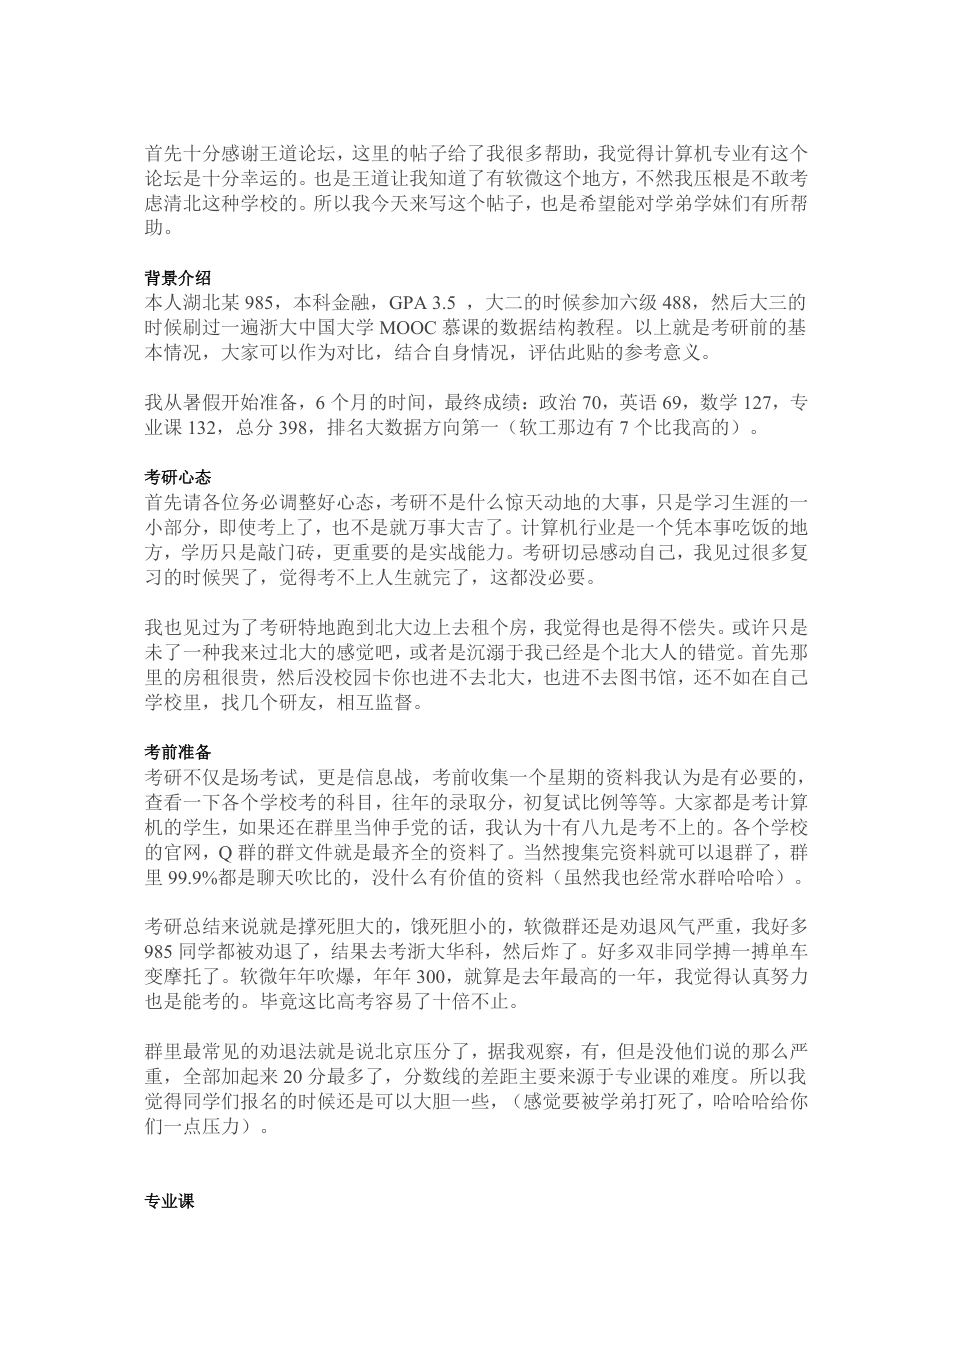 首先十分感谢王道论坛，这里的帖子给了我很多帮助，我觉得计算机专业有这个
论坛是十分幸运的。也是王道让我知道了有软微这个地方，不然我压根是不敢考
虑清北这种学校的。所以我今天来写这个帖子，也是希望能对学弟学妹们有所帮
助。
背景介绍
本人湖北某 985，本科金融，GPA 3.5 ，大二的时候参加六级 488，然后大三的
时候刷过一遍浙大中国大学 MOOC 慕课的数据结构教程。以上就是考研前的基
本情况，大家可以作为对比，结合自身情况，评估此贴的参考意义。
我从暑假开始准备，6 个月的时间，最终成绩：政治 70，英语 69，数学 127，专
业课 132，总分 398，排名大数据方向第一（软工那边有 7 个比我高的）。
考研心态
首先请各位务必调整好心态，考研不是什么惊天动地的大事，只是学习生涯的一
小部分，即使考上了，也不是就万事大吉了。计算机行业是一个凭本事吃饭的地
方，学历只是敲门砖，更重要的是实战能力。考研切忌感动自己，我见过很多复
习的时候哭了，觉得考不上人生就完了，这都没必要。
我也见过为了考研特地跑到北大边上去租个房，我觉得也是得不偿失。或许只是
未了一种我来过北大的感觉吧，或者是沉溺于我已经是个北大人的错觉。首先那
里的房租很贵，然后没校园卡你也进不去北大，也进不去图书馆，还不如在自己
学校里，找几个研友，相互监督。
考前准备
考研不仅是场考试，更是信息战，考前收集一个星期的资料我认为是有必要的，
查看一下各个学校考的科目，往年的录取分，初复试比例等等。大家都是考计算
机的学生，如果还在群里当伸手党的话，我认为十有八九是考不上的。各个学校
的官网，Q 群的群文件就是最齐全的资料了。当然搜集完资料就可以退群了，群
里 99.9%都是聊天吹比的，没什么有价值的资料（虽然我也经常水群哈哈哈）。
考研总结来说就是撑死胆大的，饿死胆小的，软微群还是劝退风气严重，我好多
985 同学都被劝退了，结果去考浙大华科，然后炸了。好多双非同学搏一搏单车
变摩托了。软微年年吹爆，年年 300，就算是去年最高的一年，我觉得认真努力
也是能考的。毕竟这比高考容易了十倍不止。
群里最常见的劝退法就是说北京压分了，据我观察，有，但是没他们说的那么严
重，全部加起来 20 分最多了，分数线的差距主要来源于专业课的难度。所以我
觉得同学们报名的时候还是可以大胆一些，（感觉要被学弟打死了，哈哈哈给你
们一点压力）。
专业课